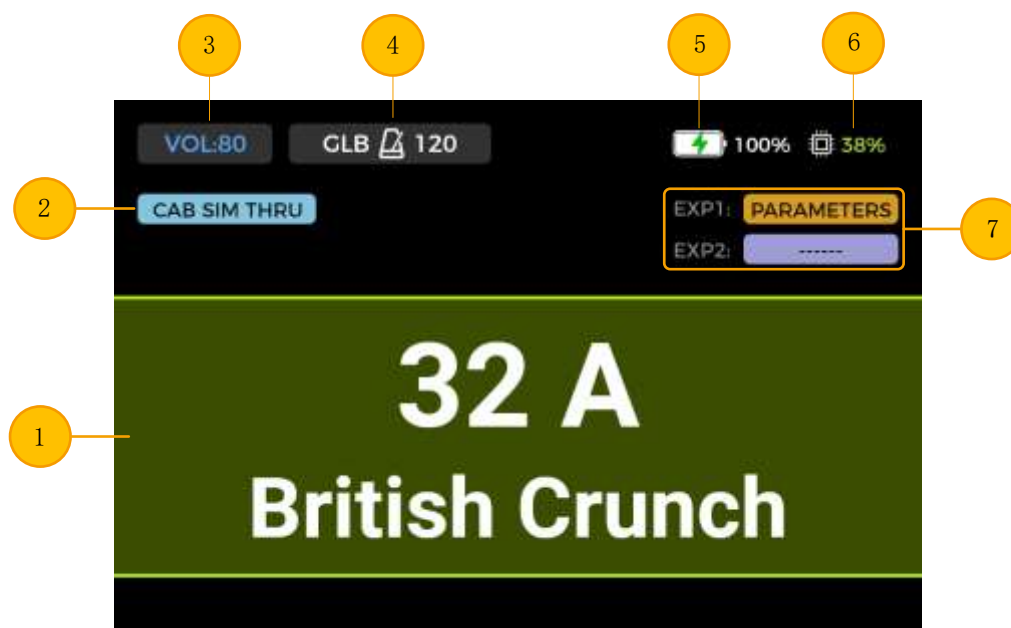 3
4
5
6
VOL:80
GLB 120
100%
38%
2
CAB SIM THRU
EXP1: PARAMETERS
7
EXP2: ------
32 A
1
British Crunch